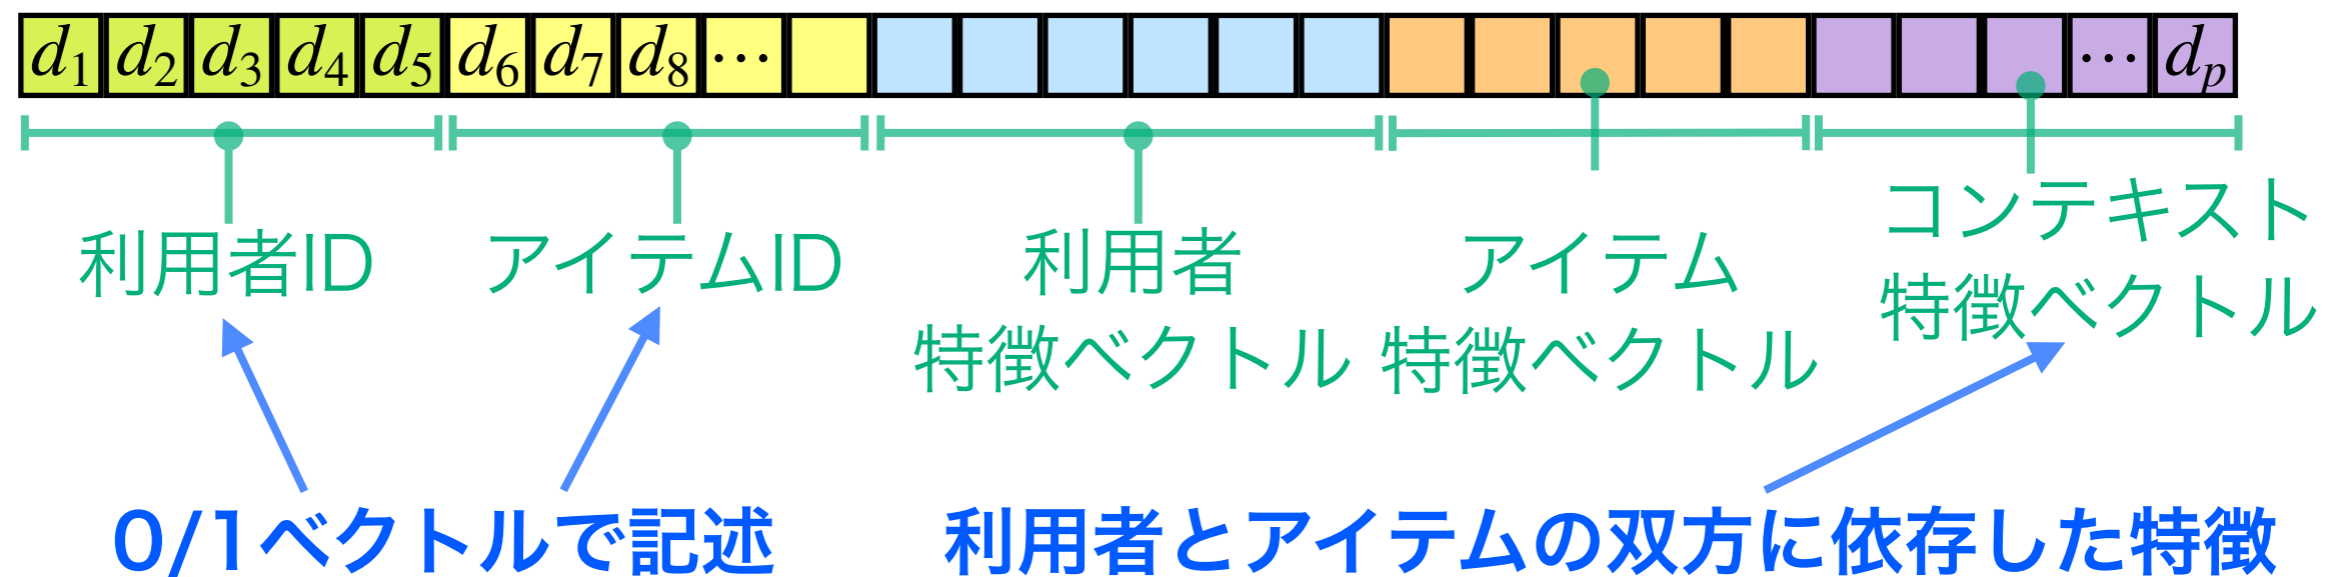 d1 d2 d3 d4 d5 d6 d7 d8 ⋯ ⋯ dp
利用者ID
アイテムID
利用者
特徴ベクトル
アイテム
特徴ベクトル
コンテキスト
特徴ベクトル
0/1ベクトルで記述
利用者とアイテムの双方に依存した特徴